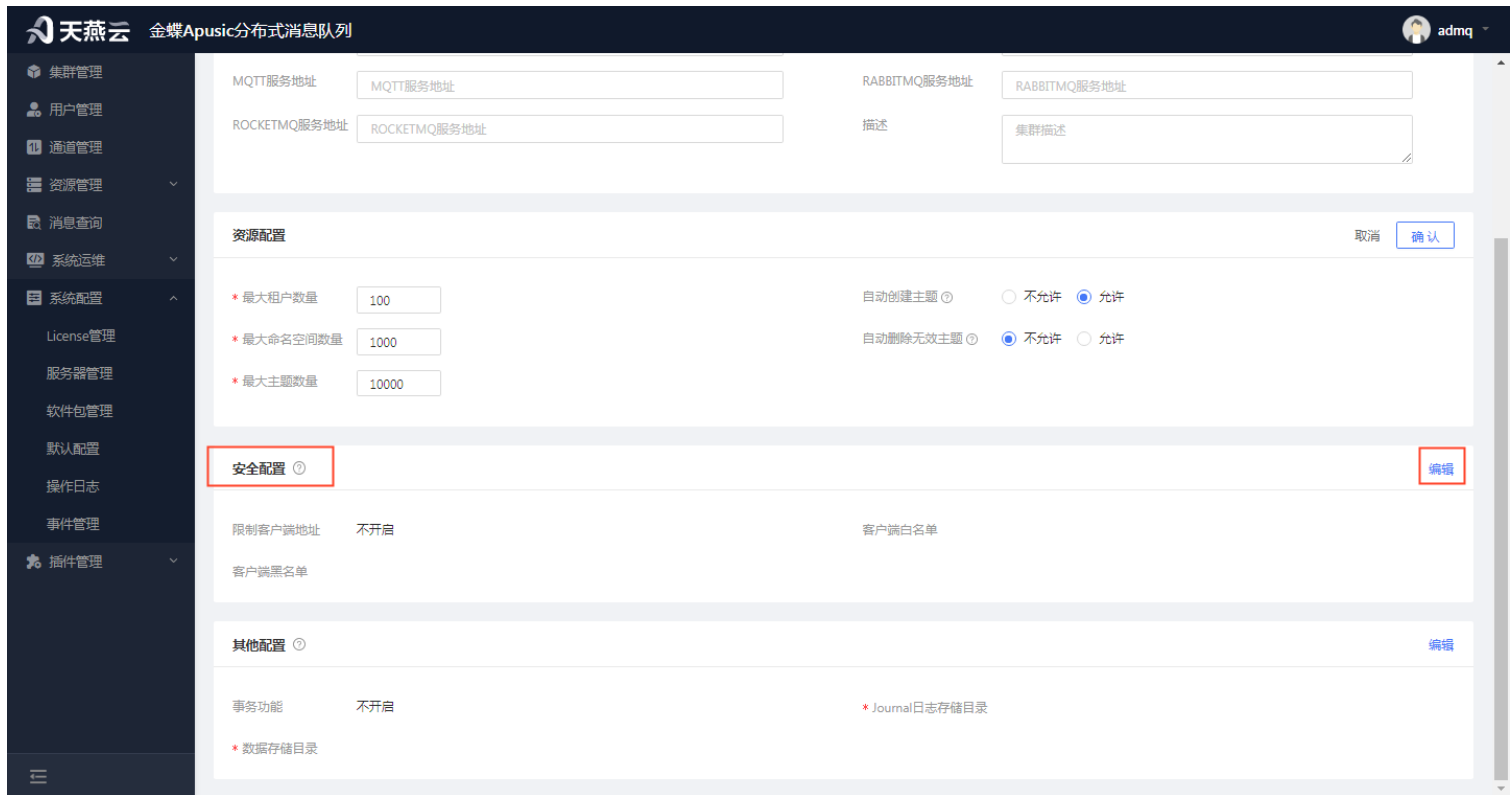 天燕云 金蝶Apusic分布式消息队列 admq
集群管理
用户管理
通道管理
资源管理
消息查询
系统运维
系统配置
License管理
服务器管理
软件包管理
默认配置
操作日志
事件管理
插件管理
MQTT服务地址 MQTT服务地址 RABBITMQ服务地址 RABBITMQ服务地址
ROCKETMQ服务地址 ROCKETMQ服务地址 描述 集群描述
资源配置 取消 确认
* 最大租户数量 100 自动创建主题 不允许 允许
* 最大命名空间数量 1000 自动删除无效主题 不允许 允许
* 最大主题数量 10000
安全配置 编辑
限制客户端地址 不开启 客户端白名单
客户端黑名单
其他配置 编辑
事务功能 不开启 * Journal日志存储目录
* 数据存储目录